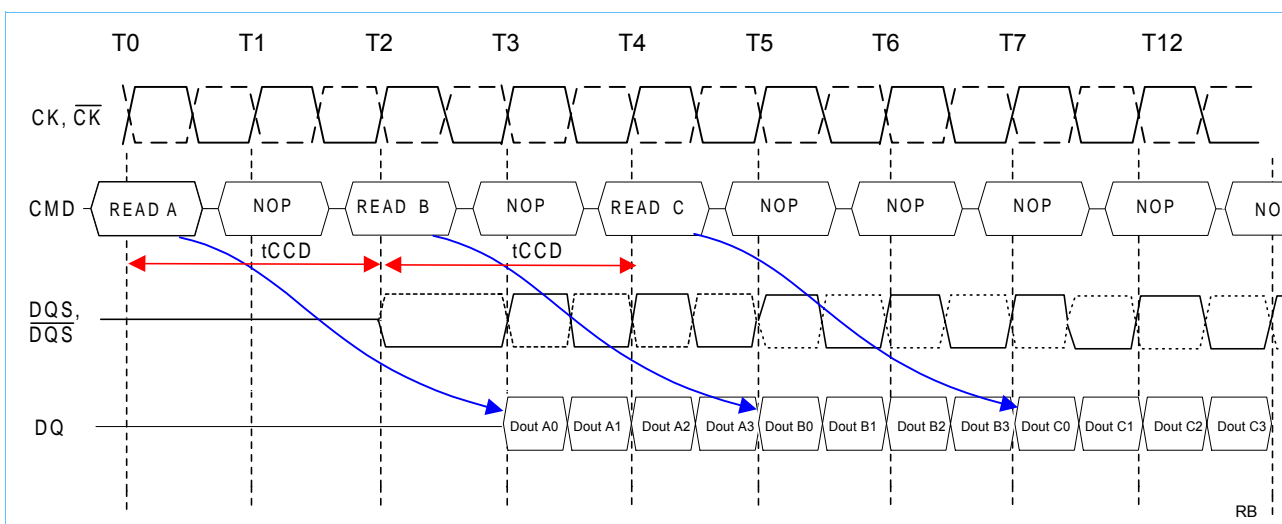 T0 T1 T2 T3 T4 T5 T6 T7 T12
CK, CK
CMD READ A NOP READ B NOP READ C NOP NOP NOP NOP NO
tCCD tCCD
DQS,
DQS
DQ Dout A0 Dout A1 Dout A2 Dout A3 Dout B0 Dout B1 Dout B2 Dout B3 Dout C0 Dout C1 Dout C2 Dout C3
RB